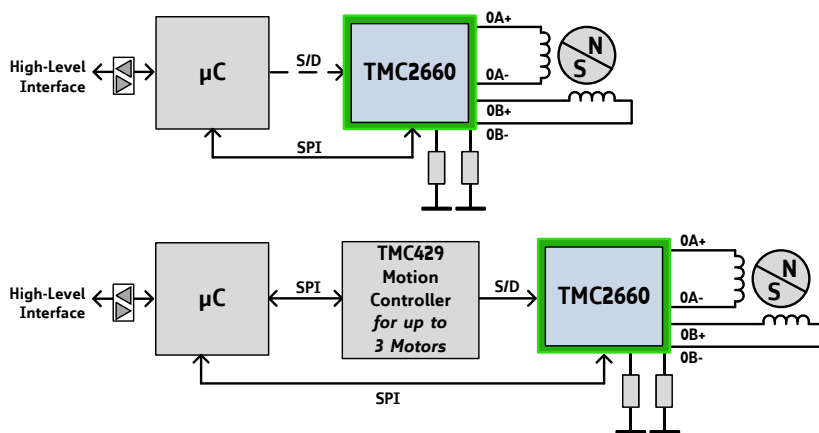 0A+
High-Level
Interface
µC
S/D
TMC2660
N
S
0A-
0B+
0B-
SPI
High-Level
Interface
µC
SPI
TMC429
Motion
Controller
for up to
3 Motors
S/D
TMC2660
0A+
N
S
0A-
0B+
0B-
SPI